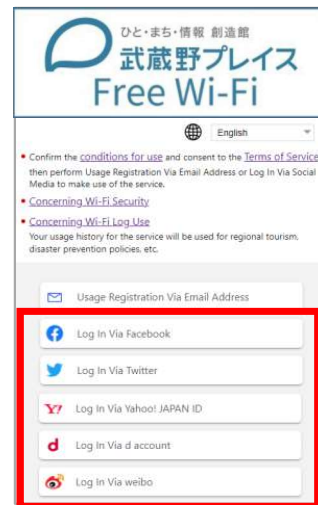 ひと・まち・情報 創造館
武蔵野プレイス
Free Wi-Fi
English
Confirm the conditions for use and consent to the Terms of Service
then perform Usage Registration Via Email Address or Log In Via Social
Media to make use of the service.
Concerning Wi-Fi Security
Concerning Wi-Fi Log Use
Your usage history for the service will be used for regional tourism,
disaster prevention policies, etc.
Usage Registration Via Email Address
Log In Via Facebook
Log In Via Twitter
Y! Log In Via Yahoo! JAPAN ID
d Log In Via d account
Log In Via weibo